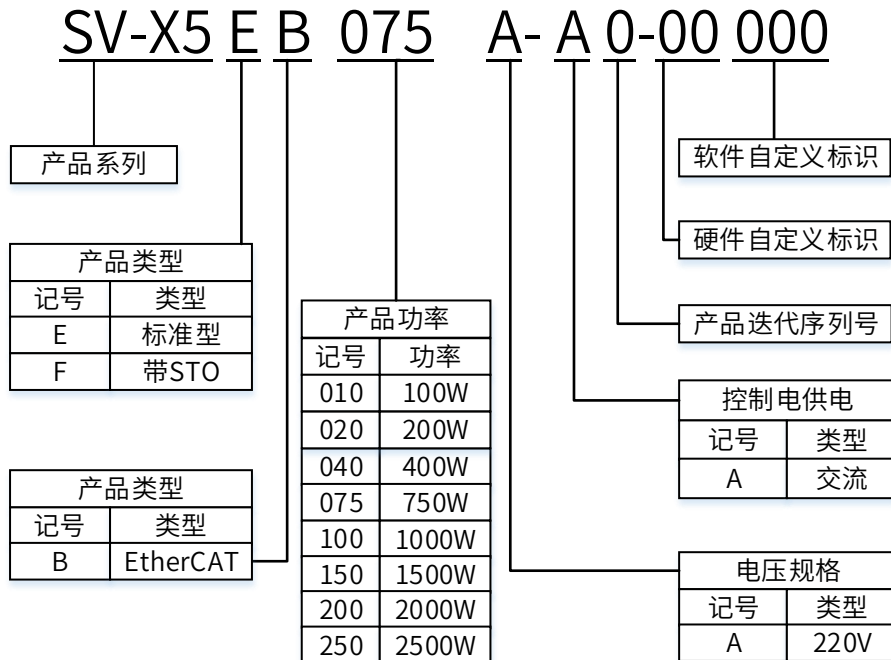 SV-X5 E B 075 A- A 0-00 000
产品系列
产品类型
记号 类型
E 标准型
F 带STO
产品类型
记号 类型
B EtherCAT
产品功率
记号 功率
010 100W
020 200W
040 400W
075 750W
100 1000W
150 1500W
200 2000W
250 2500W
软件自定义标识
硬件自定义标识
产品迭代序列号
控制电供电
记号 类型
A 交流
电压规格
记号 类型
A 220V